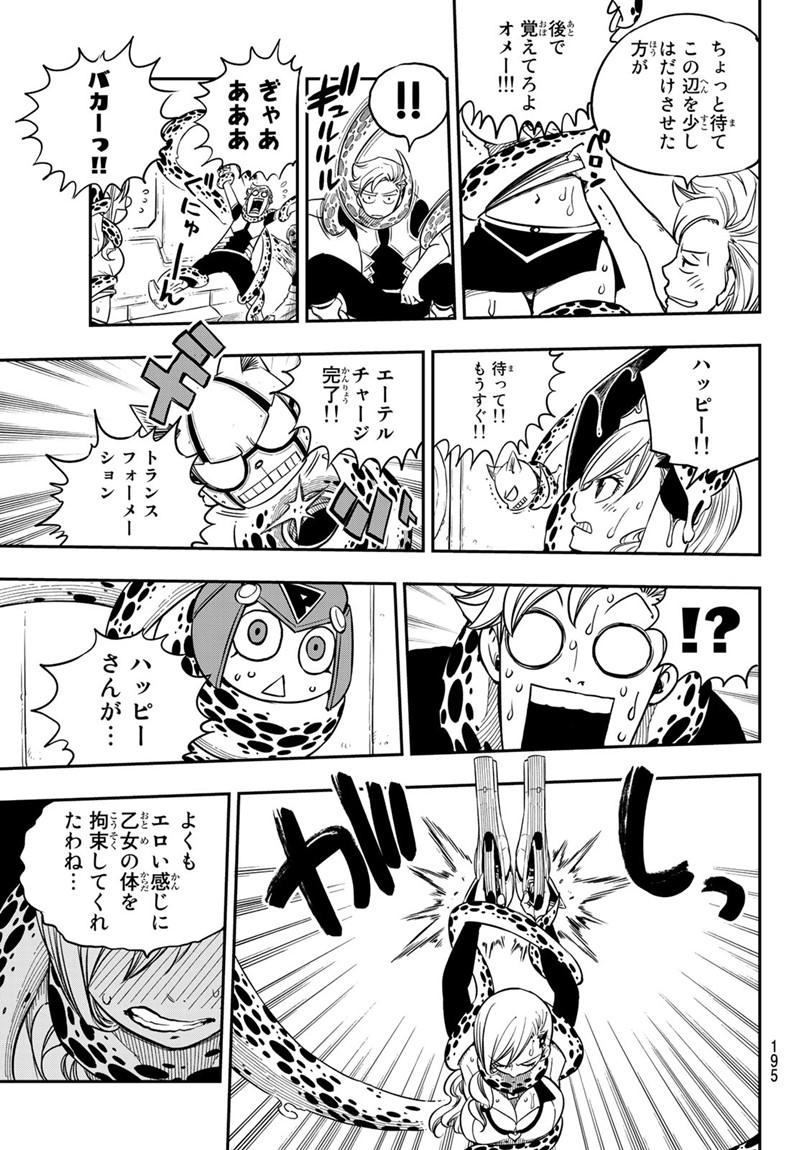 ちょっと待て
この辺を少し
はだけさせた
方が
後で
覚えてろよ
オメー!!!
ペロン
!!
ギュルルルル
ぎゃあ
あああ
バカーっ!!
ぐにゅーん
ハッピー!!
待って!!
もうすぐ!!
エーテル
チャージ
完了!!
トランス
フォーメー
ション
ガシ
!?
ハッピー
さんが…
がしっ
よくも
エロい感じに
乙女の体を
拘束してくれ
たわね…
195